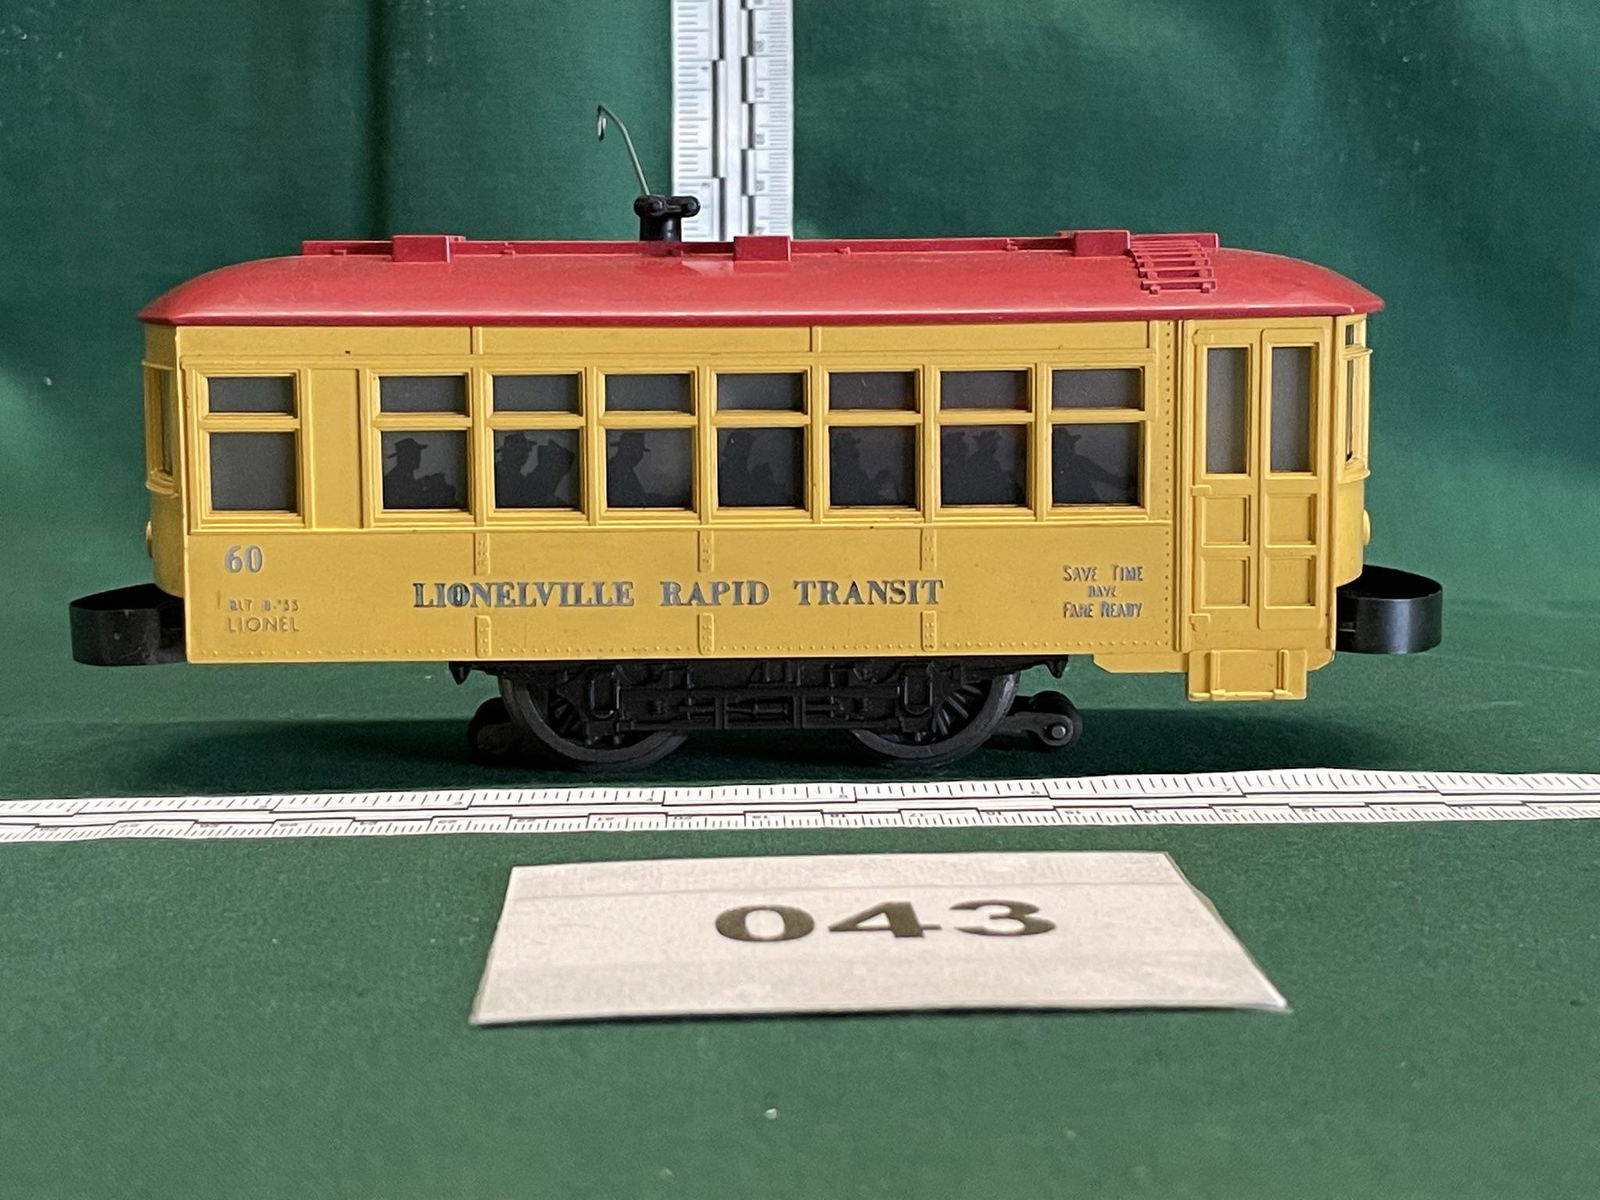 60
BLT 8-'55
LIONEL
LIONELVILLE RAPID TRANSIT
SAVE TIME
HAVE
FARE READY
043